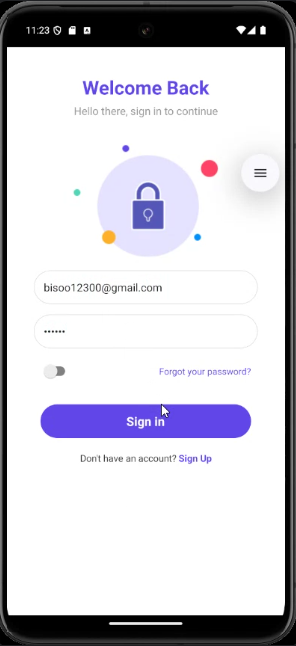 11:23
Welcome Back
Hello there, sign in to continue
bisoo12300@gmail.com
••••••
Forgot your password?
Sign in
Don't have an account? Sign Up